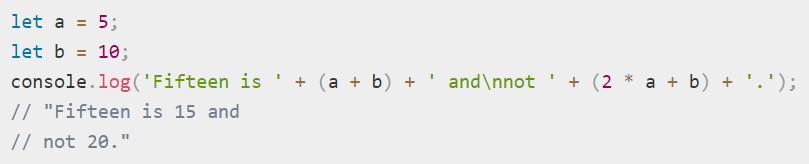 let a = 5;
let b = 10;
console.log('Fifteen is ' + (a + b) + ' and\nnot ' + (2 * a + b) + '.');
// "Fifteen is 15 and
// not 20."